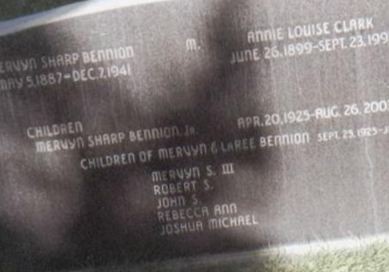 MERVYN SHARP BENNION M. ANNIE LOUISE CLARK
MAY 5.1887-DEC.7,1941 JUNE 26.1899-SEPT.23,199
CHILDREN
MERVYN SHARP BENNION, JR. APR.20,1925-AUG.26,200
CHILDREN OF MERVYN & LAREE BENNION SEPT. 25, 1925-J
MERVYN S. III
ROBERT S.
JOHN S.
REBECCA ANN
JOSHUA MICHAEL